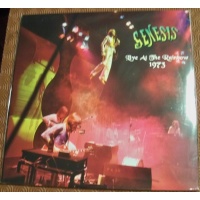 GENESIS
Live At The Rainbow
1973